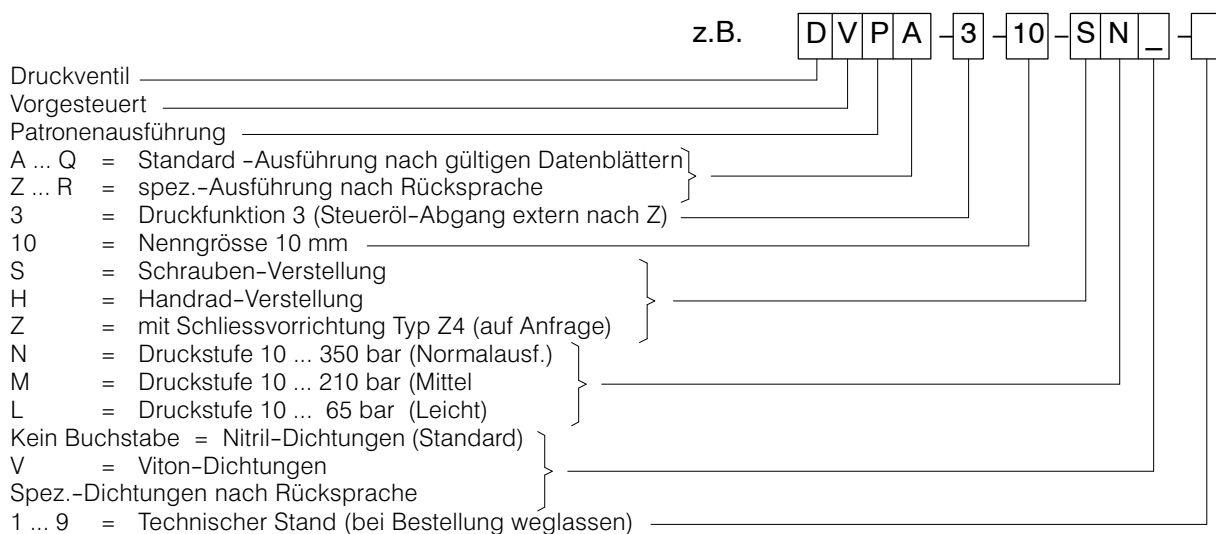 z.B. D V P A - 3 - 10 - S N _ -
Druckventil
Vorgesteuert
Patronenausführung
A ... Q = Standard -Ausführung nach gültigen Datenblättern
Z ... R = spez.-Ausführung nach Rücksprache
3 = Druckfunktion 3 (Steueröl-Abgang extern nach Z)
10 = Nenngrösse 10 mm
S = Schrauben-Verstellung
H = Handrad-Verstellung
Z = mit Schliessvorrichtung Typ Z4 (auf Anfrage)
N = Druckstufe 10 ... 350 bar (Normalausf.)
M = Druckstufe 10 ... 210 bar (Mittel
L = Druckstufe 10 ... 65 bar (Leicht)
Kein Buchstabe = Nitril-Dichtungen (Standard)
V = Viton-Dichtungen
Spez.-Dichtungen nach Rücksprache
1 ... 9 = Technischer Stand (bei Bestellung weglassen)